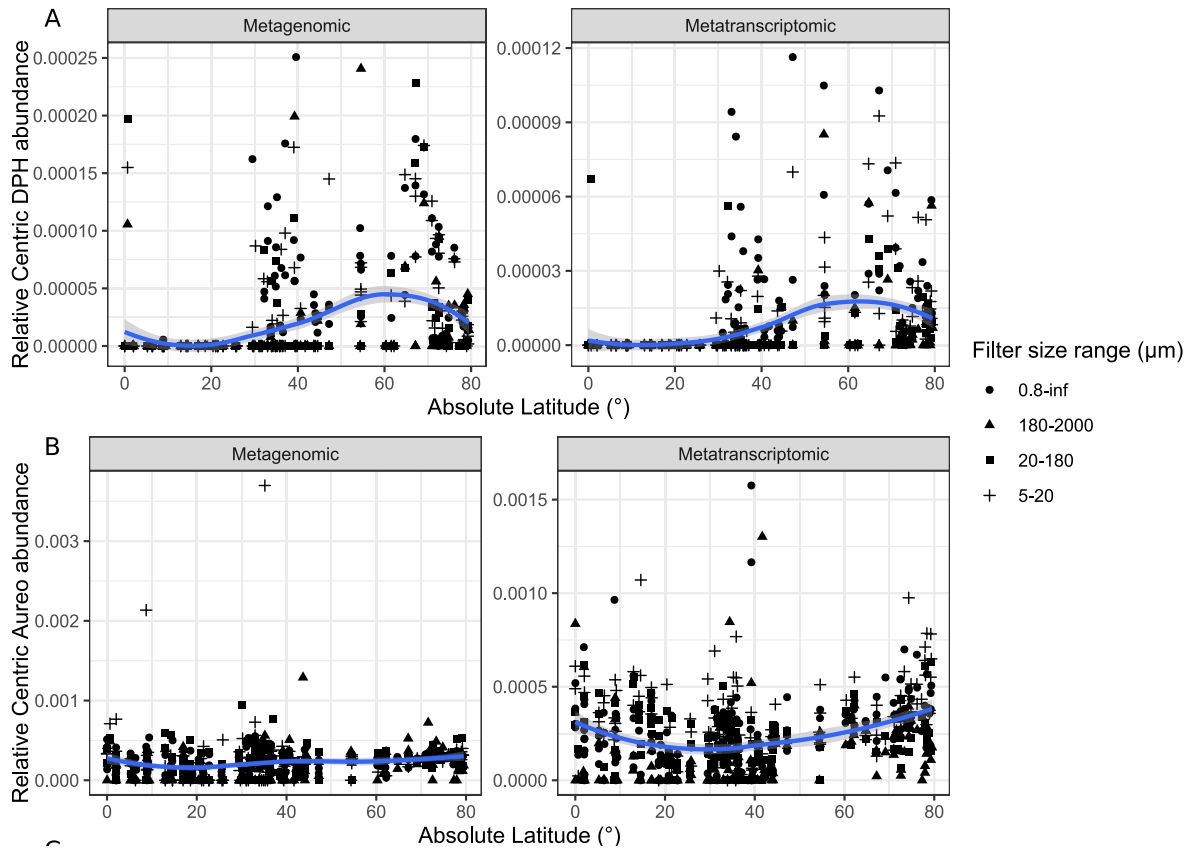 A
Metagenomic
Metatranscriptomic
Relative Centric DPH abundance
0.00025
0.00020
0.00015
0.00010
0.00005
0.00000
0.00012
0.00009
0.00006
0.00003
0.00000
0 20 40 60 80
0 20 40 60 80
Absolute Latitude (°)
Filter size range (µm)
0.8-inf
180-2000
20-180
5-20
B
Metagenomic
Metatranscriptomic
Relative Centric Aureo abundance
0.003
0.002
0.001
0.000
0.0015
0.0010
0.0005
0.0000
0 20 40 60 80
0 20 40 60 80
Absolute Latitude (°)